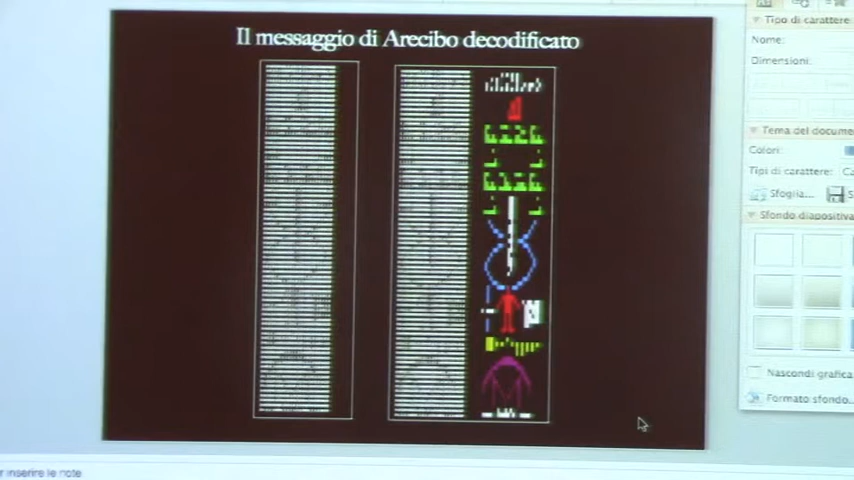 Il messaggio di Arecibo decodificato
Tipo di carattere
Nome:
Dimensioni:
Tema del docume
Colori:
Tipi di carattere:
Sfoglia...
Sfondo diapositiva
Nascondi grafica
Formato sfondo..
r inserire le note